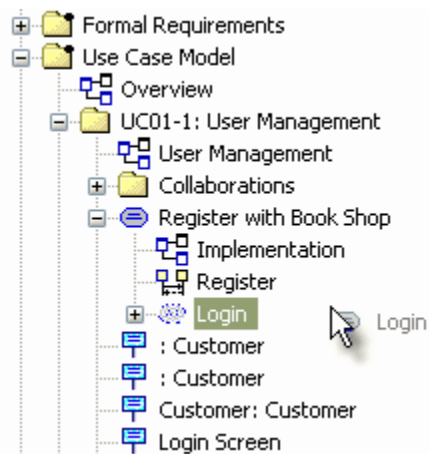 Formal Requirements
Use Case Model
Overview
UC01-1: User Management
User Management
Collaborations
Register with Book Shop
Implementation
Register
Login Login
: Customer
: Customer
Customer: Customer
Login Screen